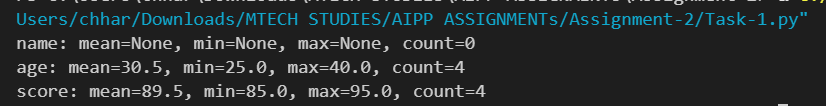 Users/chhar/Downloads/MTECH STUDIES/AIPP ASSIGNMENTs/Assignment-2/Task-1.py"
name: mean=None, min=None, max=None, count=0
age: mean=30.5, min=25.0, max=40.0, count=4
score: mean=89.5, min=85.0, max=95.0, count=4